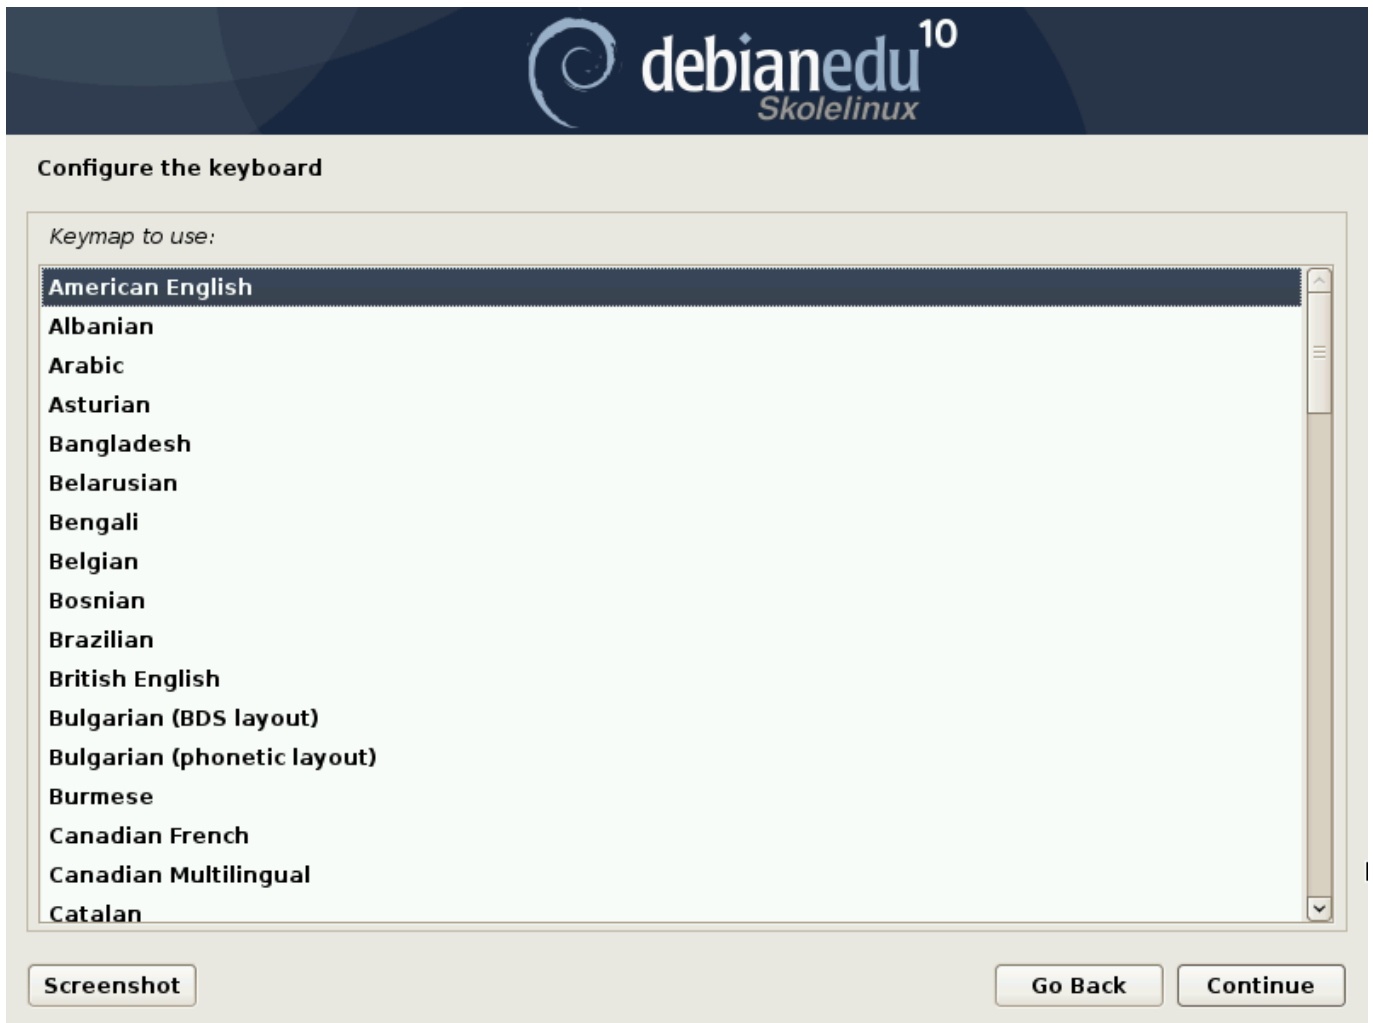 debianedu 10
Skolelinux
Configure the keyboard
Keymap to use:
American English
Albanian
Arabic
Asturian
Bangladesh
Belarusian
Bengali
Belgian
Bosnian
Brazilian
British English
Bulgarian (BDS layout)
Bulgarian (phonetic layout)
Burmese
Canadian French
Canadian Multilingual
Catalan
Screenshot
Go Back
Continue